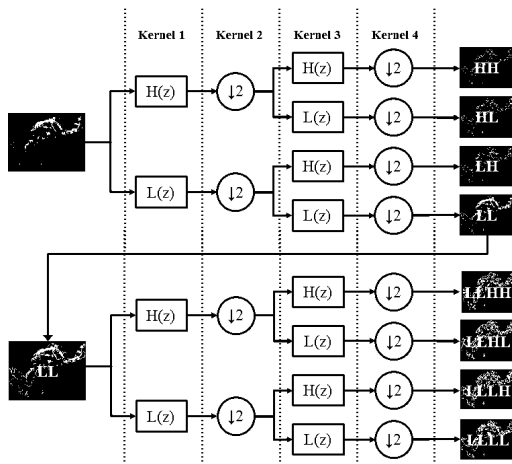 Kernel 1 Kernel 2 Kernel 3 Kernel 4
H(z) ↓2 H(z) ↓2 HH
L(z) ↓2 HL
L(z) ↓2 H(z) ↓2 LH
L(z) ↓2 LL
LL
H(z) ↓2 H(z) ↓2 LLHH
L(z) ↓2 LLHL
L(z) ↓2 H(z) ↓2 LLLH
L(z) ↓2 LLLL